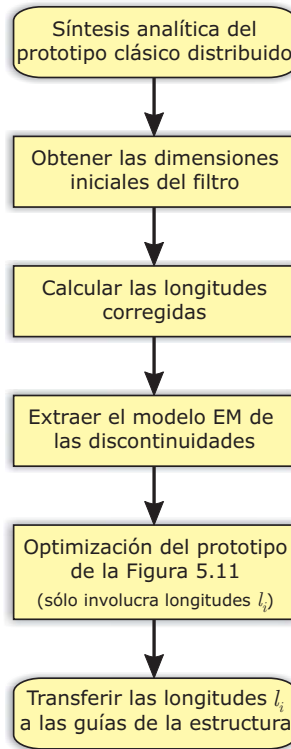 Síntesis analítica del
prototipo clásico distribuido
Obtener las dimensiones
iniciales del filtro
Calcular las longitudes
corregidas
Extraer el modelo EM de
las discontinuidades
Optimización del prototipo
de la Figura 5.11
(sólo involucra longitudes l_i)
Transferir las longitudes l_i
a las guías de la estructura